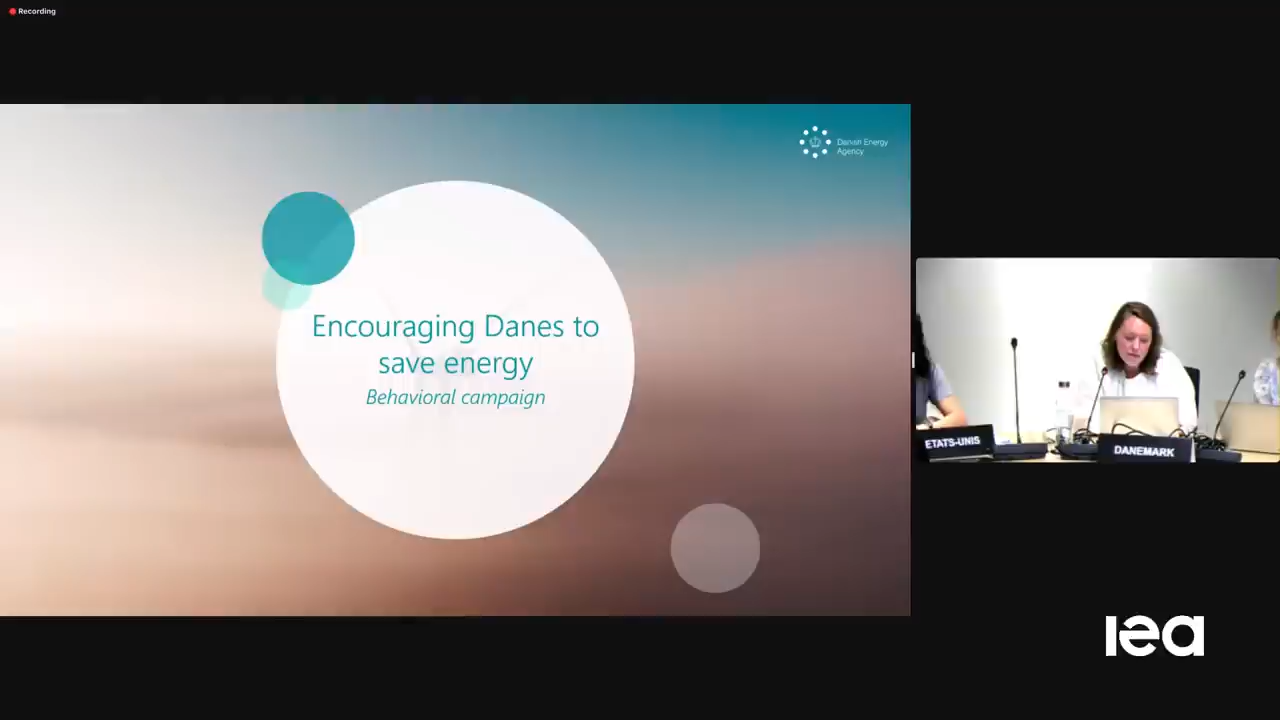 Recording
Danish Energy
Agency
Encouraging Danes to
save energy
Behavioral campaign
ETATS-UNIS
DANEMARK
iea